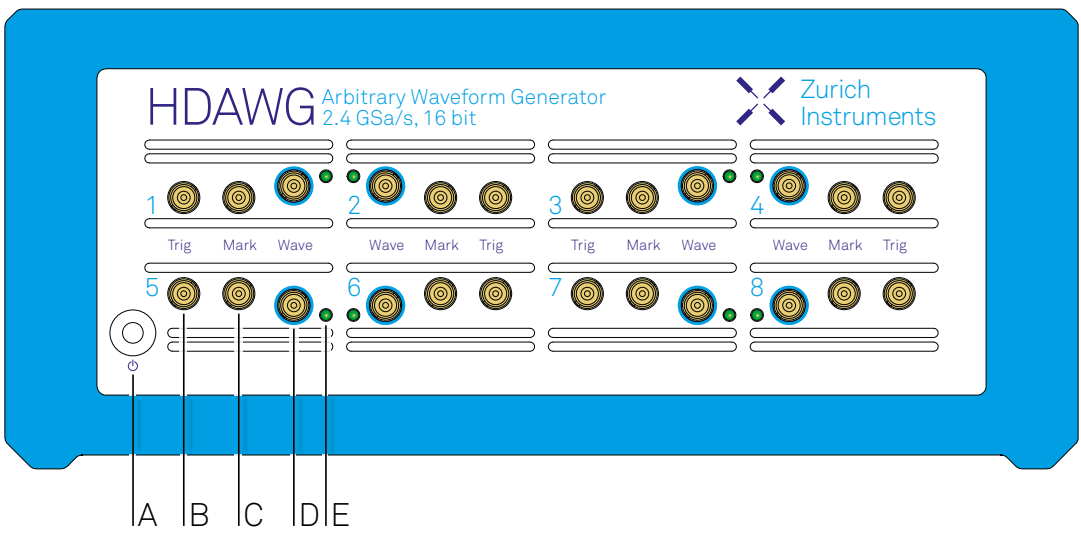 HDAWG Arbitrary Waveform Generator
2.4 GSa/s, 16 bit
Zurich
Instruments
1 2 3 4
Trig Mark Wave Wave Mark Trig Trig Mark Wave Wave Mark Trig
5 6 7 8
A B C D E